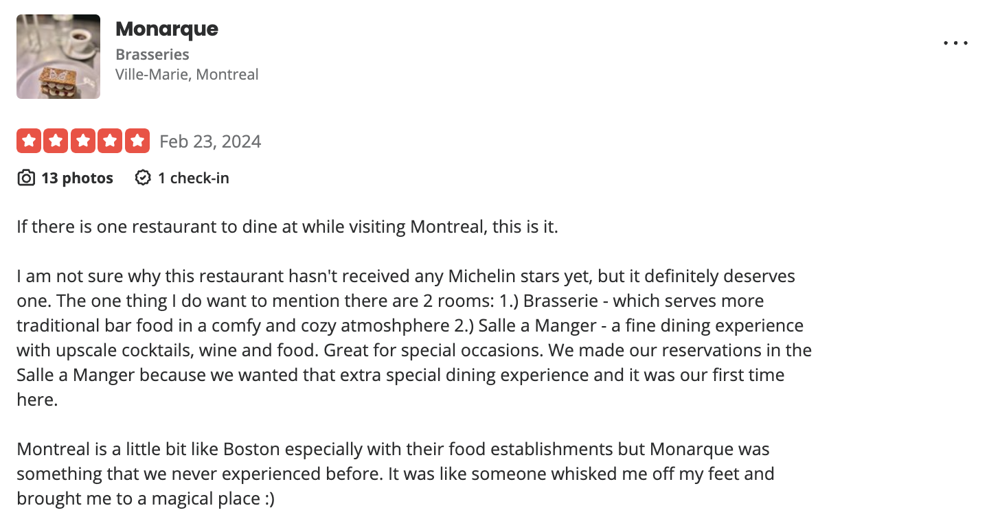 Monarque
Brasseries
Ville-Marie, Montreal
Feb 23, 2024
13 photos 1 check-in
If there is one restaurant to dine at while visiting Montreal, this is it.
I am not sure why this restaurant hasn't received any Michelin stars yet, but it definitely deserves
one. The one thing I do want to mention there are 2 rooms: 1.) Brasserie - which serves more
traditional bar food in a comfy and cozy atmoshphere 2.) Salle a Manger - a fine dining experience
with upscale cocktails, wine and food. Great for special occasions. We made our reservations in the
Salle a Manger because we wanted that extra special dining experience and it was our first time
here.
Montreal is a little bit like Boston especially with their food establishments but Monarque was
something that we never experienced before. It was like someone whisked me off my feet and
brought me to a magical place :)